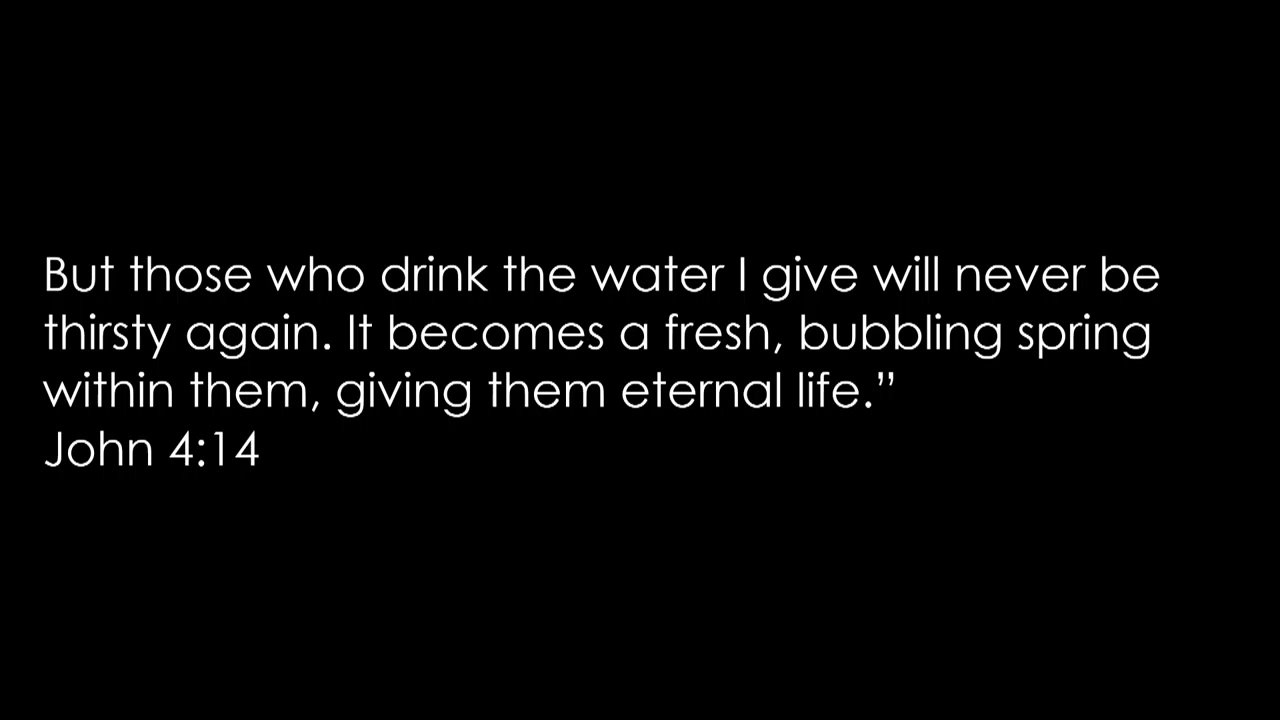 But those who drink the water I give will never be
thirsty again. It becomes a fresh, bubbling spring
within them, giving them eternal life.”
John 4:14